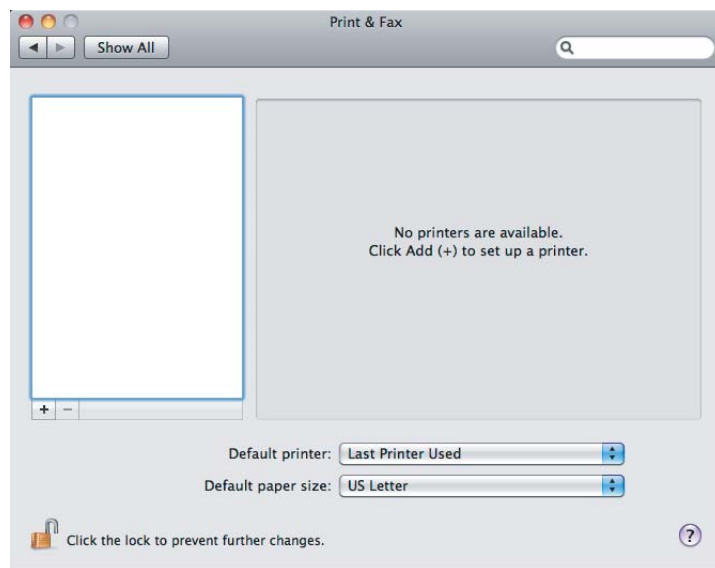 Print & Fax
Show All
No printers are available.
Click Add (+) to set up a printer.
+ −
Default printer: Last Printer Used
Default paper size: US Letter
Click the lock to prevent further changes.
?